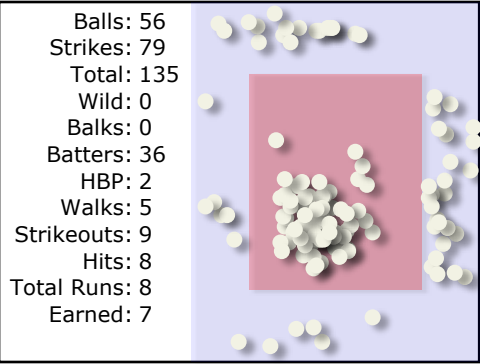 Balls: 56
Strikes: 79
Total: 135
Wild: 0
Balks: 0
Batters: 36
HBP: 2
Walks: 5
Strikeouts: 9
Hits: 8
Total Runs: 8
Earned: 7